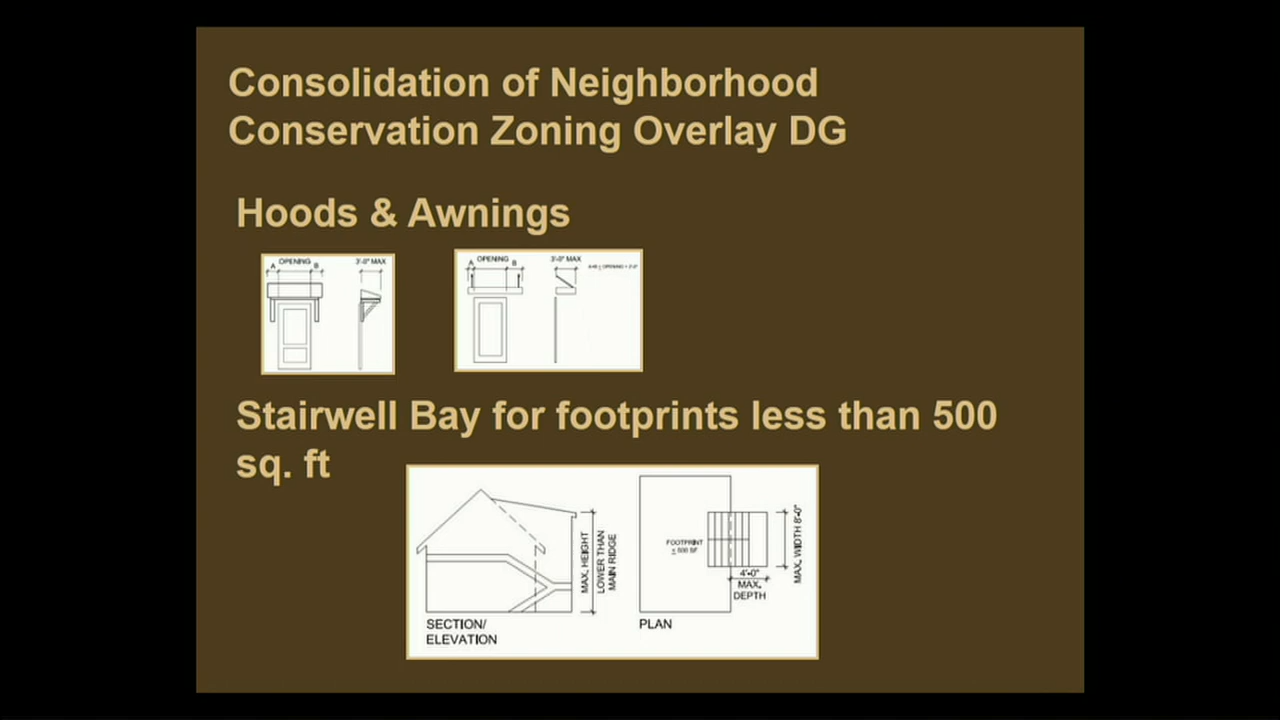 Consolidation of Neighborhood
Conservation Zoning Overlay DG
Hoods & Awnings
OPENING
A
B
3'-0" MAX
OPENING
A
B
3'-0" MAX
Stairwell Bay for footprints less than 500
sq. ft
MAX. HEIGHT
LOWER THAN
MAIN RIDGE
SECTION/
ELEVATION
FOOTPRINT
4'-0"
MAX.
DEPTH
MAX. WIDTH 8'-0"
PLAN